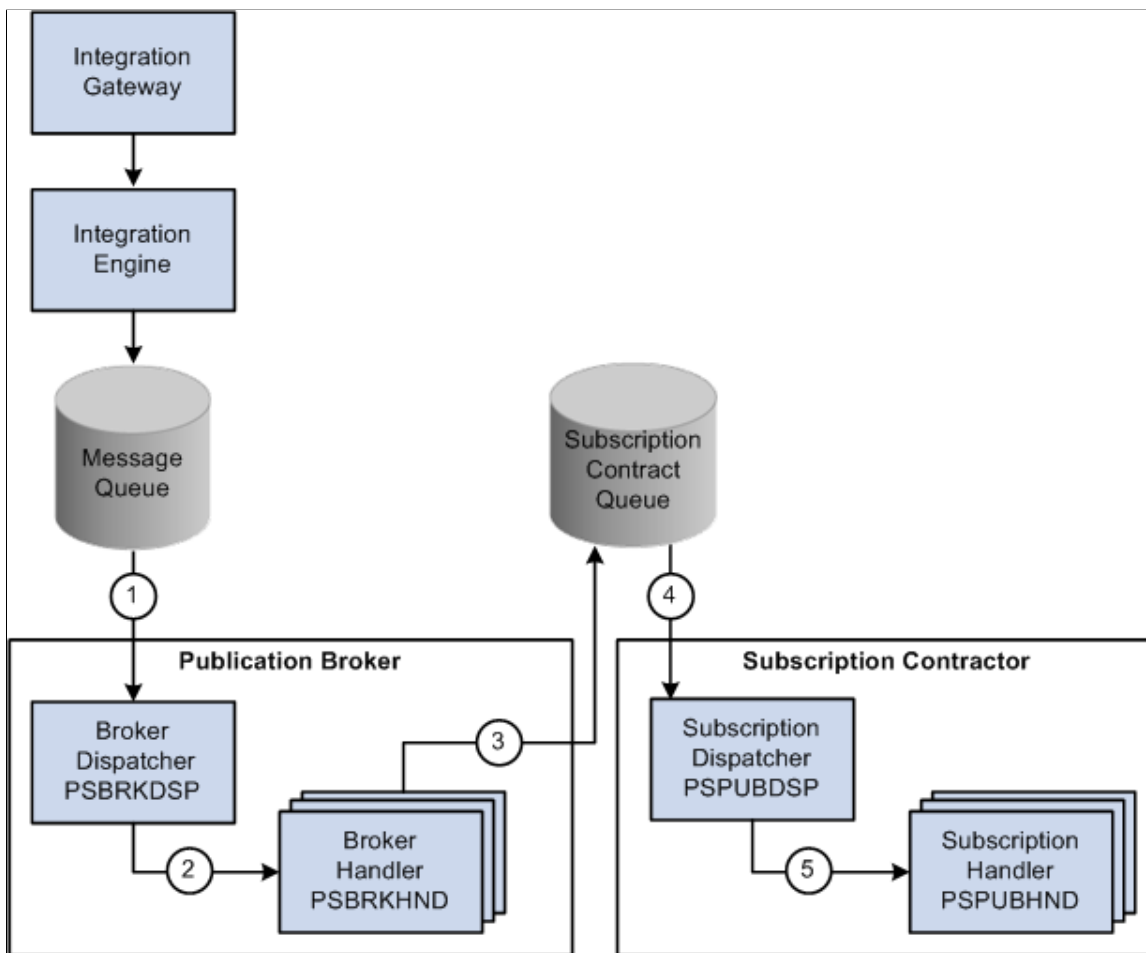 Integration
Gateway
Integration
Engine
Message
Queue
Subscription
Contract
Queue
1
4
Publication Broker
Subscription Contractor
Broker
Dispatcher
PSBRKDSP
3
Subscription
Dispatcher
PSPUBDSP
2
Broker
Handler
PSBRKHND
5
Subscription
Handler
PSPUBHND